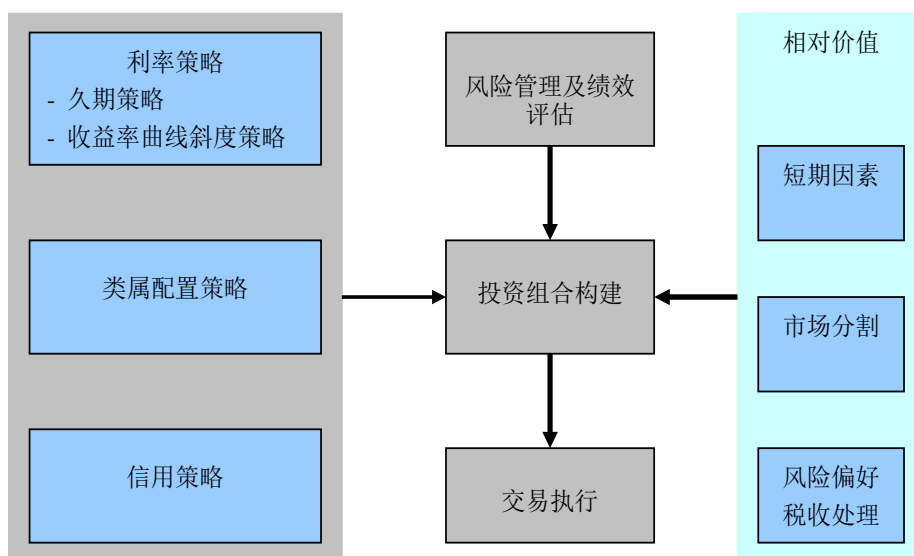 利率策略
- 久期策略
- 收益率曲线斜度策略
类属配置策略
信用策略
风险管理及绩效
评估
投资组合构建
交易执行
相对价值
短期因素
市场分割
风险偏好
税收处理